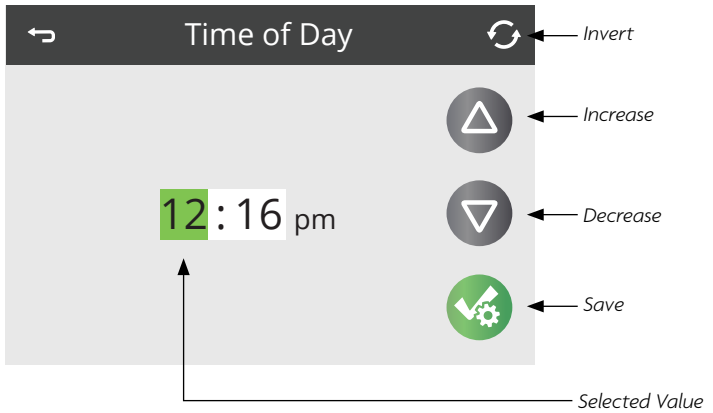 Time of Day
Invert
Increase
12 : 16 pm
Decrease
Save
Selected Value